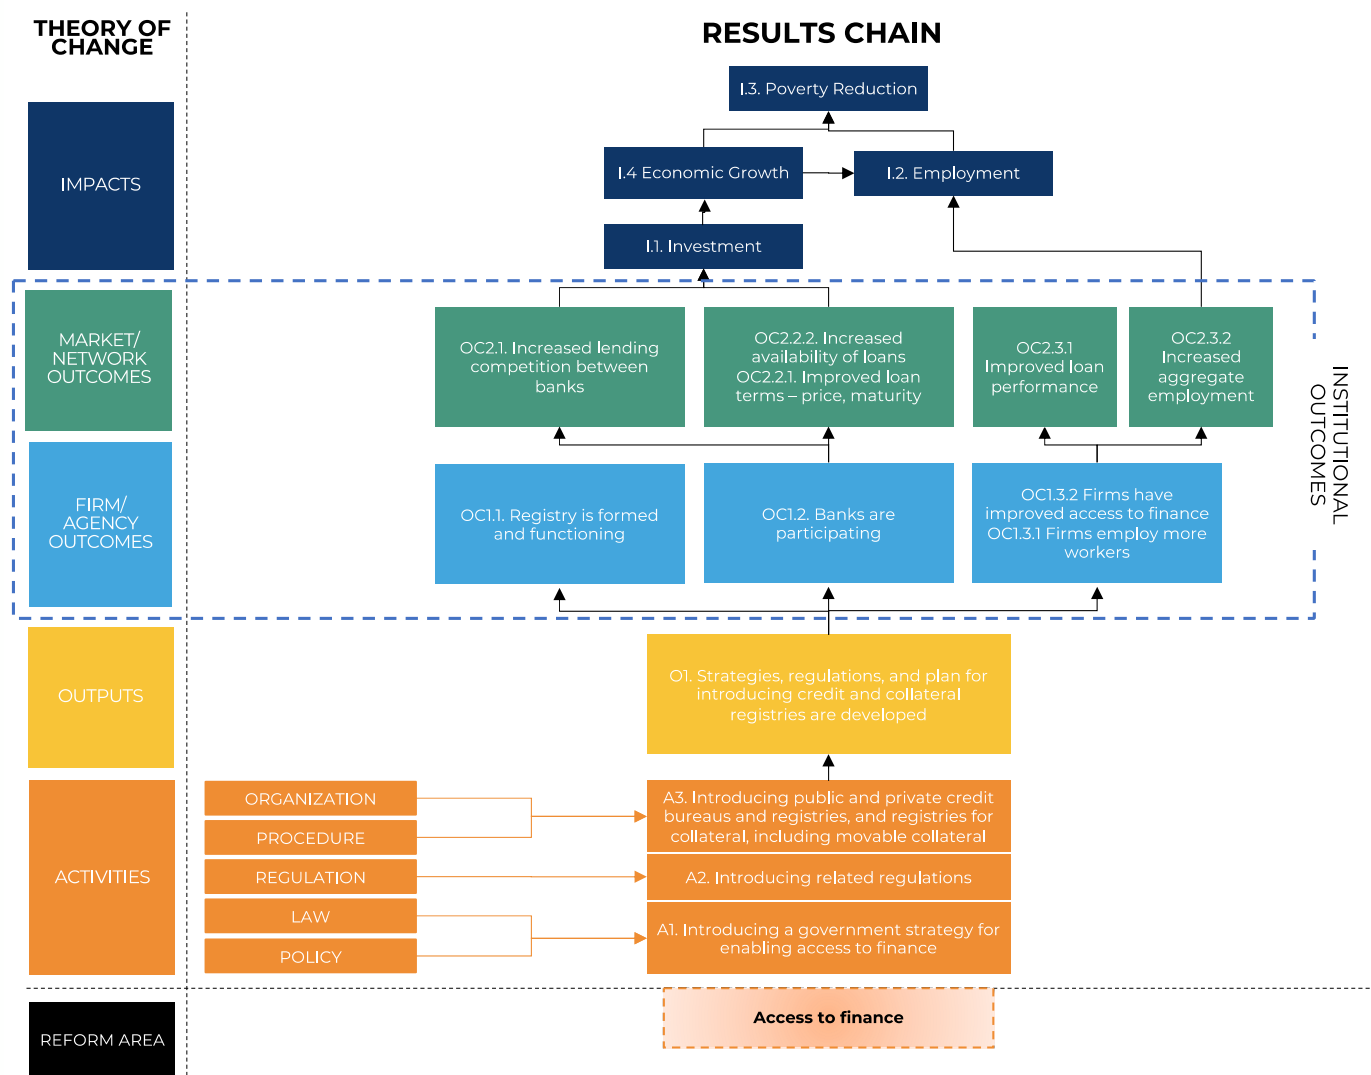 THEORY OF
CHANGE
RESULTS CHAIN
I.3. Poverty Reduction
IMPACTS
I.4 Economic Growth
I.2. Employment
I.1. Investment
MARKET/
NETWORK
OUTCOMES
OC2.1. Increased lending
competition between
banks
OC2.2.2. Increased
availability of loans
OC2.2.1. Improved loan
terms – price, maturity
OC2.3.1
Improved loan
performance
OC2.3.2
Increased
aggregate
employment
INSTITUTIONAL
OUTCOMES
FIRM/
AGENCY
OUTCOMES
OC1.1. Registry is formed
and functioning
OC1.2. Banks are
participating
OC1.3.2 Firms have
improved access to finance
OC1.3.1 Firms employ more
workers
OUTPUTS
O1. Strategies, regulations, and plan for
introducing credit and collateral
registries are developed
ACTIVITIES
ORGANIZATION
PROCEDURE
REGULATION
LAW
POLICY
A3. Introducing public and private credit
bureaus and registries, and registries for
collateral, including movable collateral
A2. Introducing related regulations
A1. Introducing a government strategy for
enabling access to finance
REFORM AREA
Access to finance